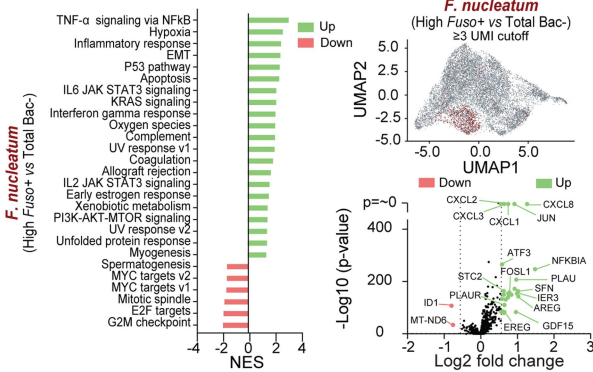 F. nucleatum
(High Fuso+ vs Total Bac-)
TNF-α signaling via NFkB
Hypoxia
Inflammatory response
EMT
P53 pathway
Apoptosis
IL6 JAK STAT3 signaling
KRAS signaling
Interferon gamma response
Oxygen species
Complement
UV response v1
Coagulation
Allograft rejection
IL2 JAK STAT3 signaling
Early estrogen response
Xenobiotic metabolism
PI3K-AKT-MTOR signaling
UV response v2
Unfolded protein response
Myogenesis
Spermatogenesis
MYC targets v2
MYC targets v1
Mitotic spindle
E2F targets
G2M checkpoint
-4 -2 0 2 4
NES
Up
Down
F. nucleatum
(High Fuso+ vs Total Bac-)
≥3 UMI cutoff
UMAP2
5.0
2.5
0
-2.5
-5.0
-5.0 0 5.0
UMAP1
Down Up
-Log10 (p-value)
p=~0
400
200
0
CXCL2
CXCL3
CXCL1
CXCL8
JUN
ATF3
NFKBIA
FOSL1
STC2
PLAU
PLAUR
SFN
IER3
AREG
ID1
MT-ND6
EREG
GDF15
-2 -1 0 1 2 3
Log2 fold change